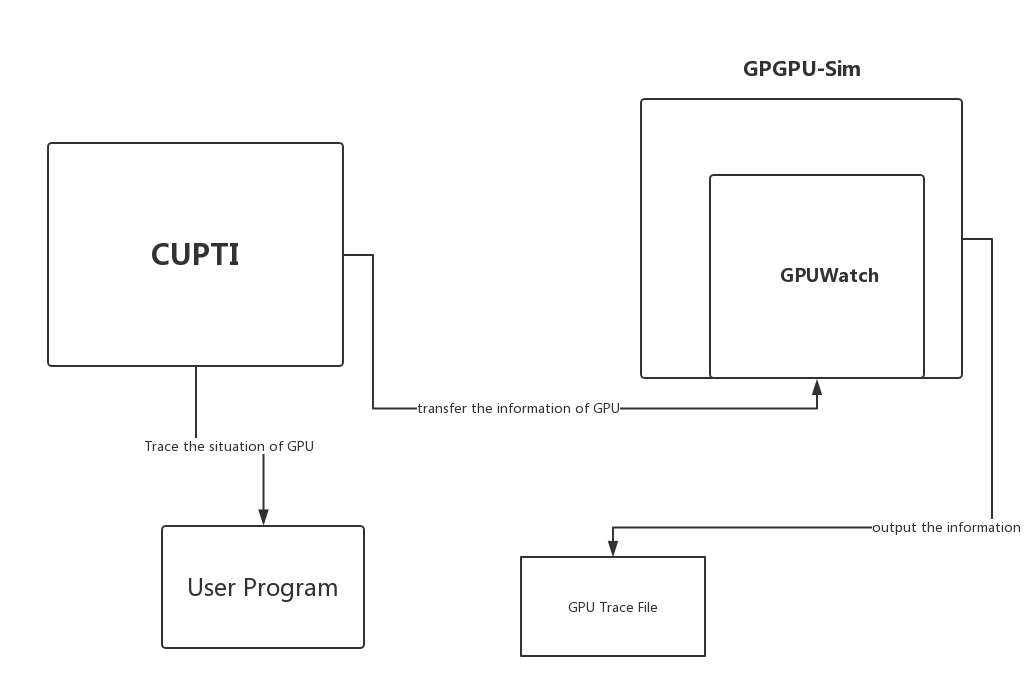 GPGPU-Sim
CUPTI
GPUWatch
transfer the information of GPU
Trace the situation of GPU
output the information
User Program
GPU Trace File